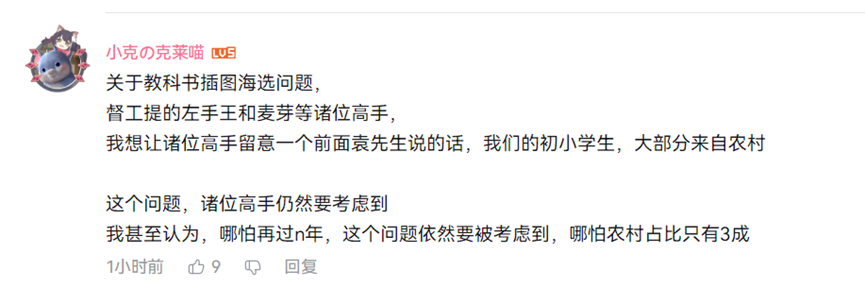 小克の克莱喵 LV5
关于教科书插图海选问题，
督工提的左手王和麦芽等诸位高手，
我想让诸位高手留意一个前面袁先生说的话，我们的初小学生，大部分来自农村
这个问题，诸位高手仍然要考虑到
我甚至认为，哪怕再过n年，这个问题依然要被考虑到，哪怕农村占比只有3成
1小时前 9 回复